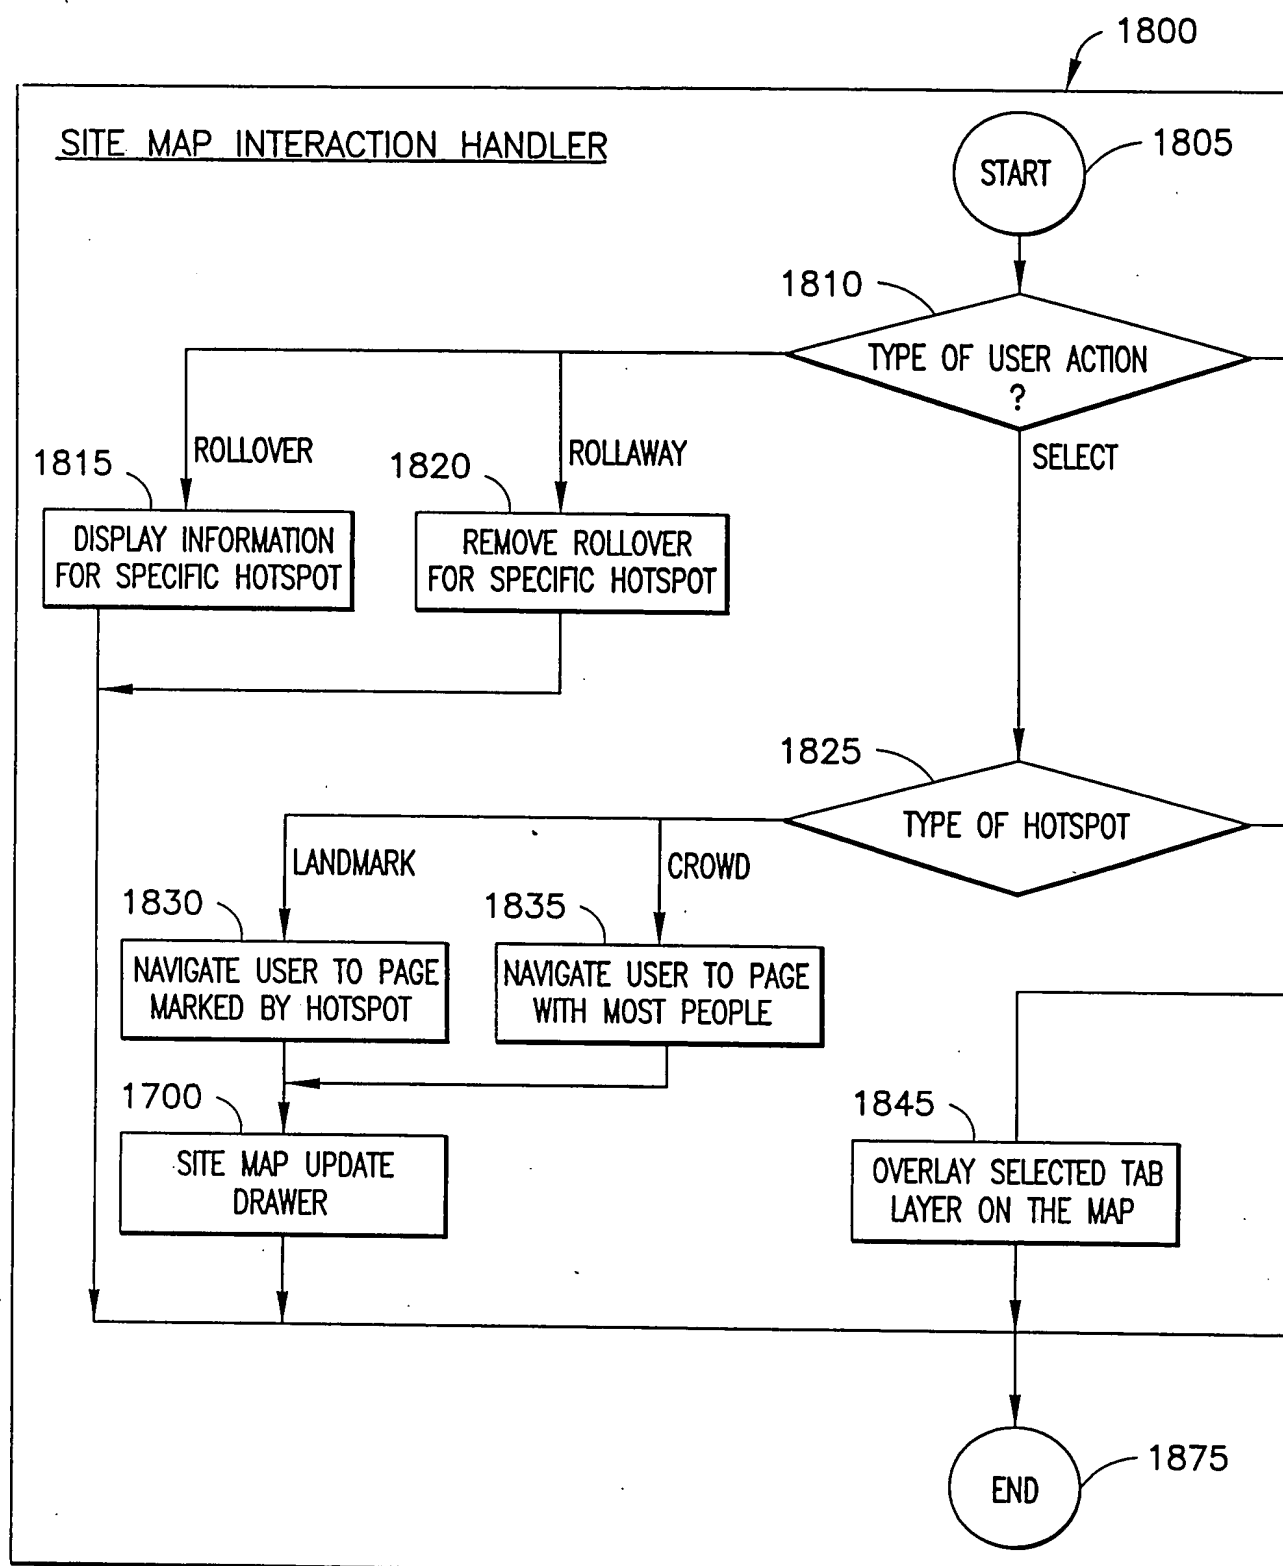 1800
SITE MAP INTERACTION HANDLER
START
1805
1810
TYPE OF USER ACTION
?
ROLLOVER
ROLLAWAY
SELECT
1815
1820
DISPLAY INFORMATION
FOR SPECIFIC HOTSPOT
REMOVE ROLLOVER
FOR SPECIFIC HOTSPOT
1825
TYPE OF HOTSPOT
LANDMARK
CROWD
1830
1835
NAVIGATE USER TO PAGE
MARKED BY HOTSPOT
NAVIGATE USER TO PAGE
WITH MOST PEOPLE
1700
1845
SITE MAP UPDATE
DRAWER
OVERLAY SELECTED TAB
LAYER ON THE MAP
END
1875